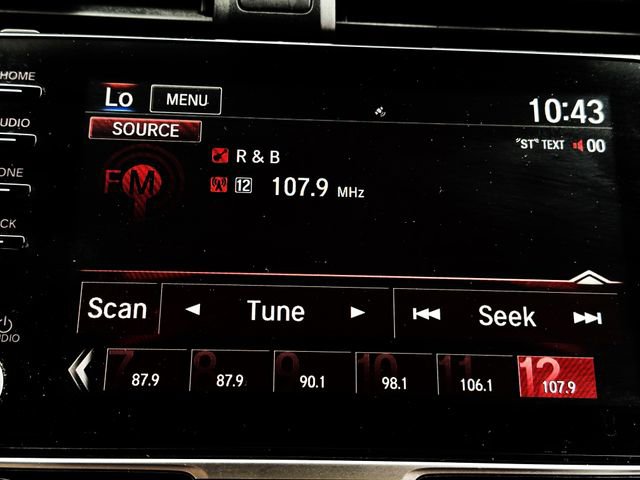 HOME
Lo MENU 10:43
UDIO
SOURCE "ST" TEXT 00
R & B
FM
ONE
12 107.9 MHz
CK
Scan Tune Seek
UDIO
7 8 9 10 11 12
87.9 87.9 90.1 98.1 106.1 107.9